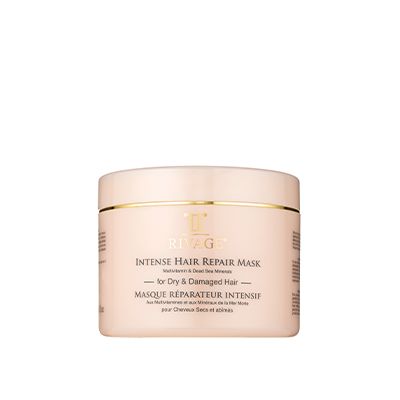 RIVAGE
INTENSE HAIR REPAIR MASK
Multivitamin & Dead Sea Minerals
for Dry & Damaged Hair
MASQUE RÉPARATEUR INTENSIF
Aux Multivitamines et aux Minéraux de la Mer Morte
pour Cheveux Secs et abîmés